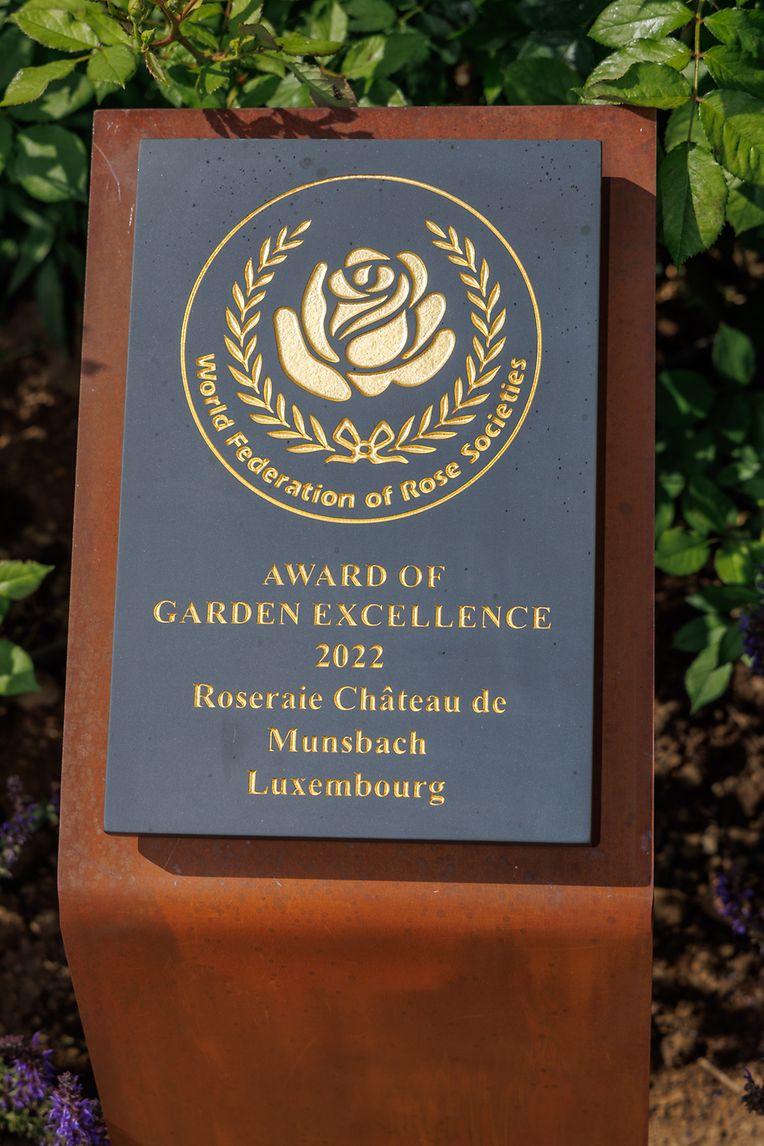 World Federation of Rose Societies
AWARD OF
GARDEN EXCELLENCE
2022
Roseraie Château de
Munsbach
Luxembourg